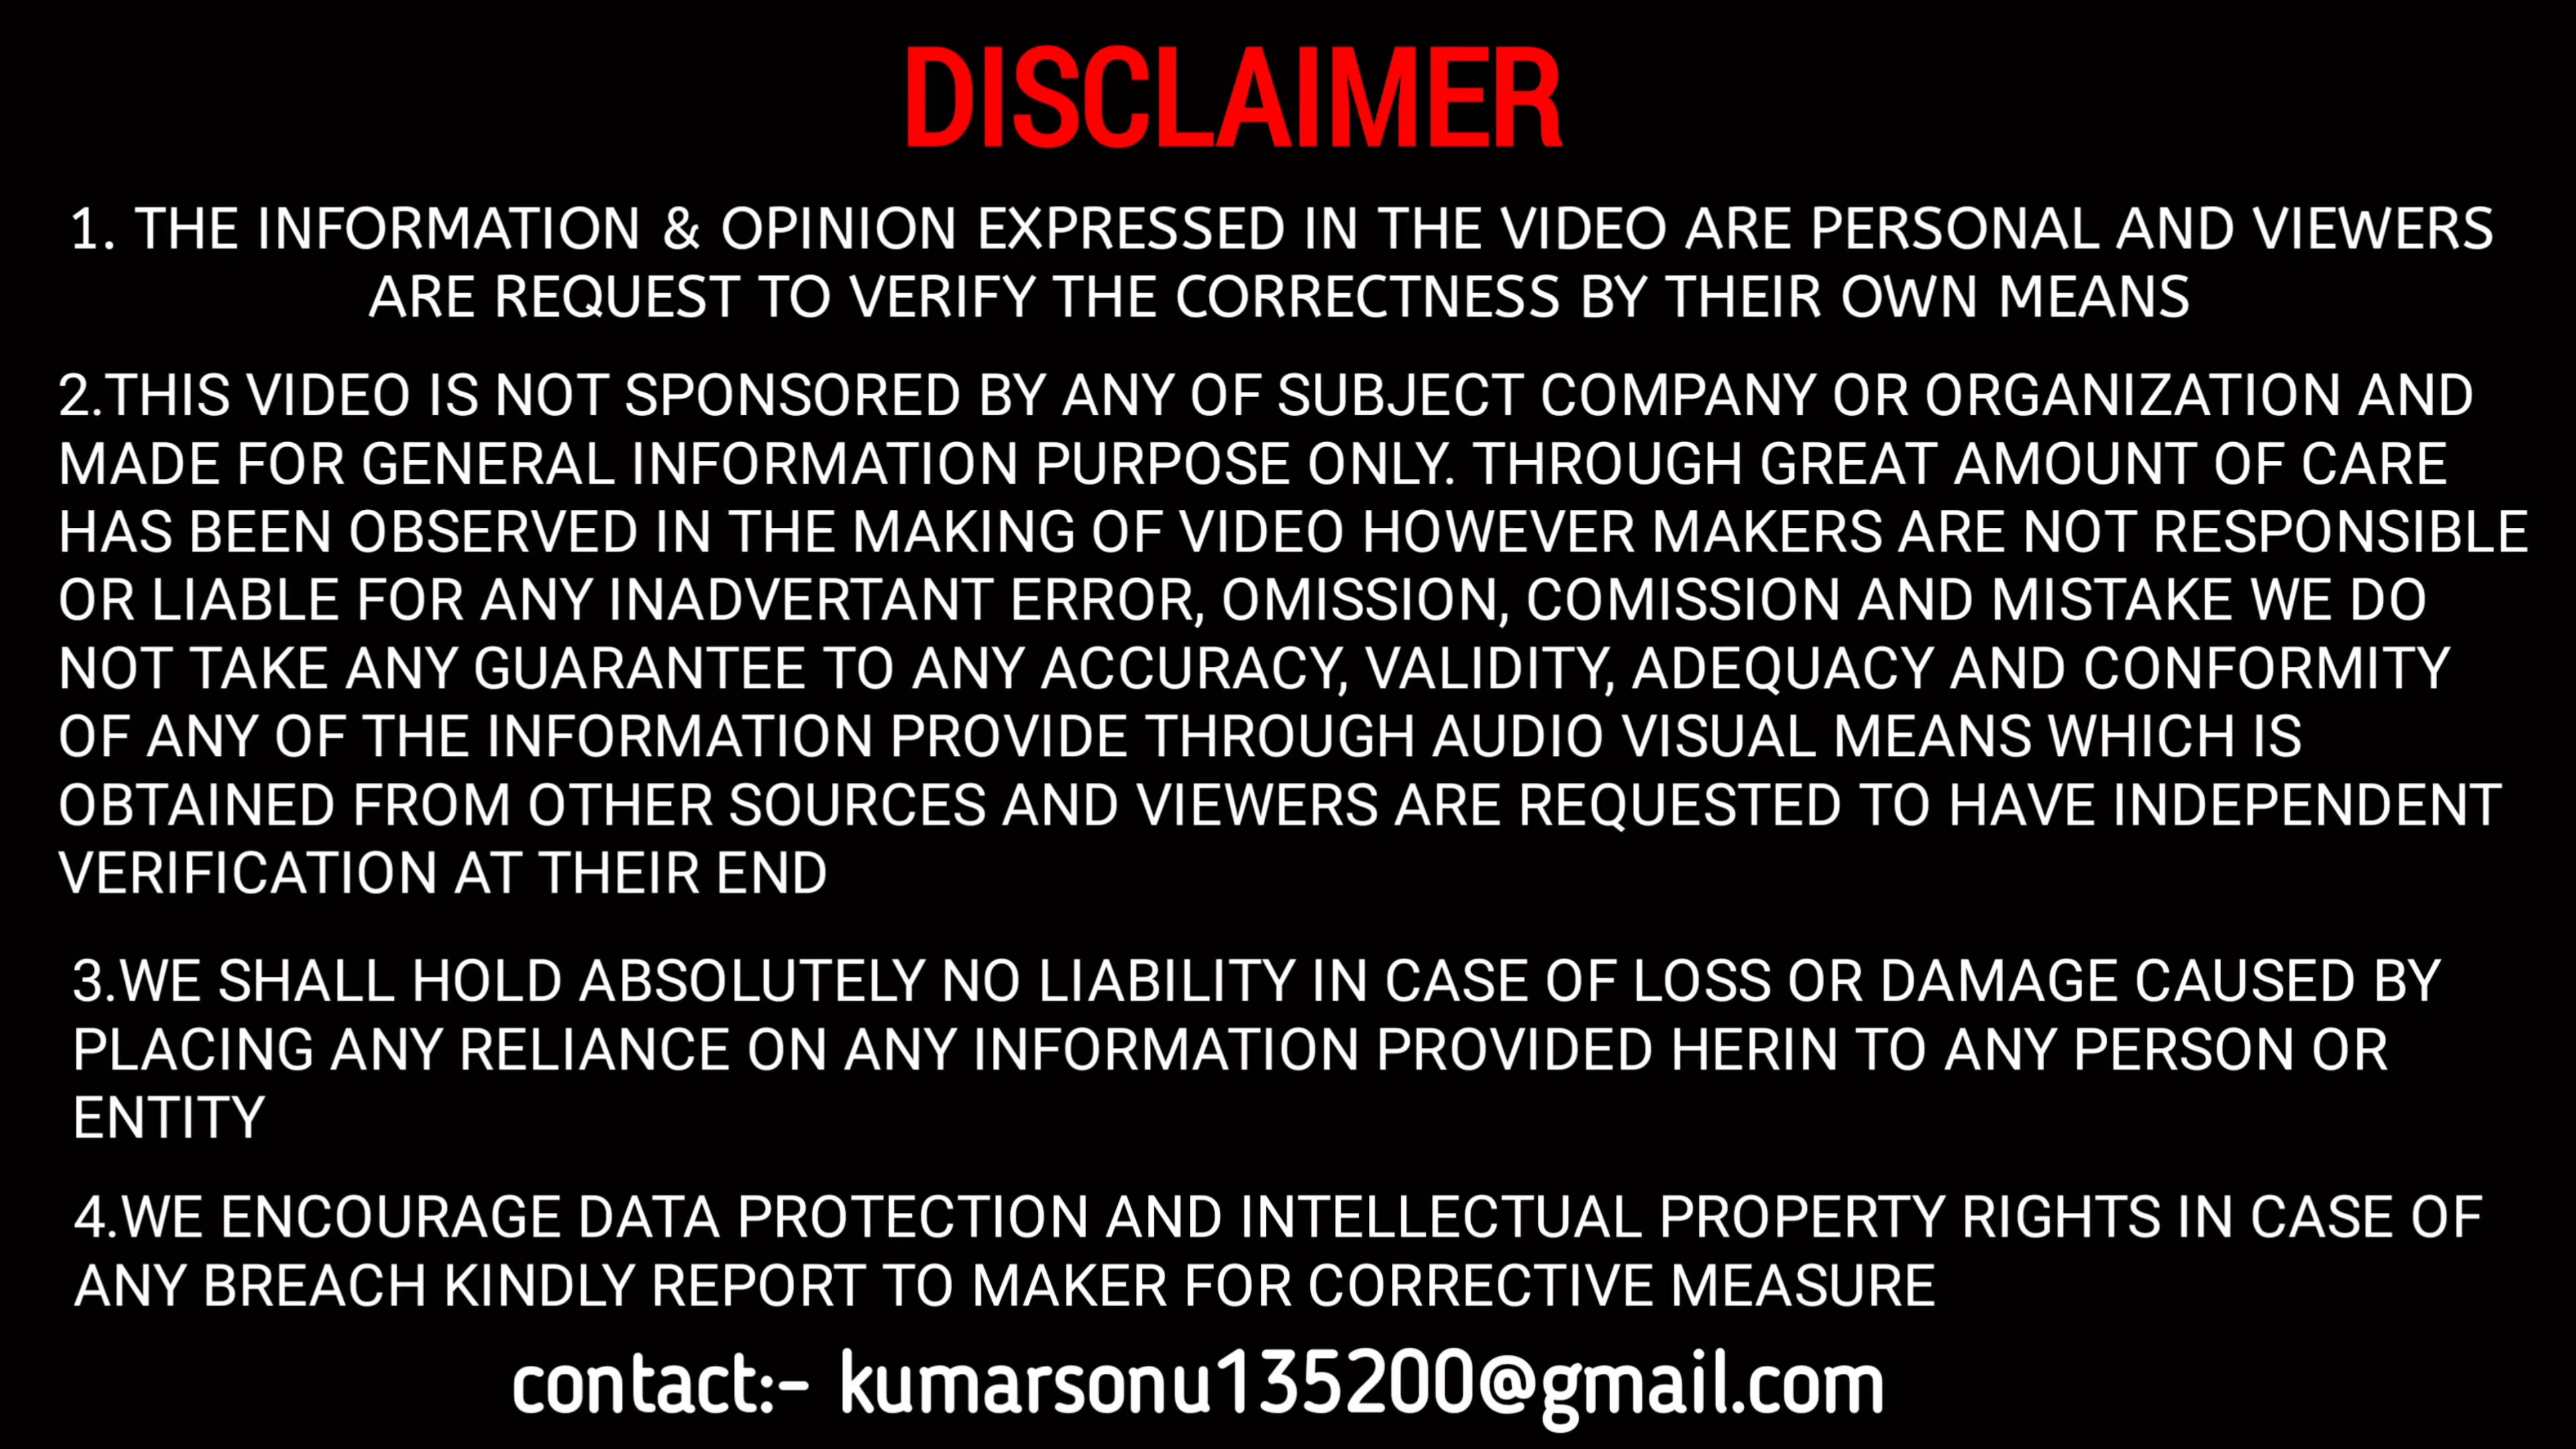 DISCLAIMER
1. THE INFORMATION & OPINION EXPRESSED IN THE VIDEO ARE PERSONAL AND VIEWERS
ARE REQUEST TO VERIFY THE CORRECTNESS BY THEIR OWN MEANS
2.THIS VIDEO IS NOT SPONSORED BY ANY OF SUBJECT COMPANY OR ORGANIZATION AND
MADE FOR GENERAL INFORMATION PURPOSE ONLY. THROUGH GREAT AMOUNT OF CARE
HAS BEEN OBSERVED IN THE MAKING OF VIDEO HOWEVER MAKERS ARE NOT RESPONSIBLE
OR LIABLE FOR ANY INADVERTANT ERROR, OMISSION, COMISSION AND MISTAKE WE DO
NOT TAKE ANY GUARANTEE TO ANY ACCURACY, VALIDITY, ADEQUACY AND CONFORMITY
OF ANY OF THE INFORMATION PROVIDE THROUGH AUDIO VISUAL MEANS WHICH IS
OBTAINED FROM OTHER SOURCES AND VIEWERS ARE REQUESTED TO HAVE INDEPENDENT
VERIFICATION AT THEIR END
3.WE SHALL HOLD ABSOLUTELY NO LIABILITY IN CASE OF LOSS OR DAMAGE CAUSED BY
PLACING ANY RELIANCE ON ANY INFORMATION PROVIDED HERIN TO ANY PERSON OR
ENTITY
4.WE ENCOURAGE DATA PROTECTION AND INTELLECTUAL PROPERTY RIGHTS IN CASE OF
ANY BREACH KINDLY REPORT TO MAKER FOR CORRECTIVE MEASURE
contact:- kumarsonu135200@gmail.com